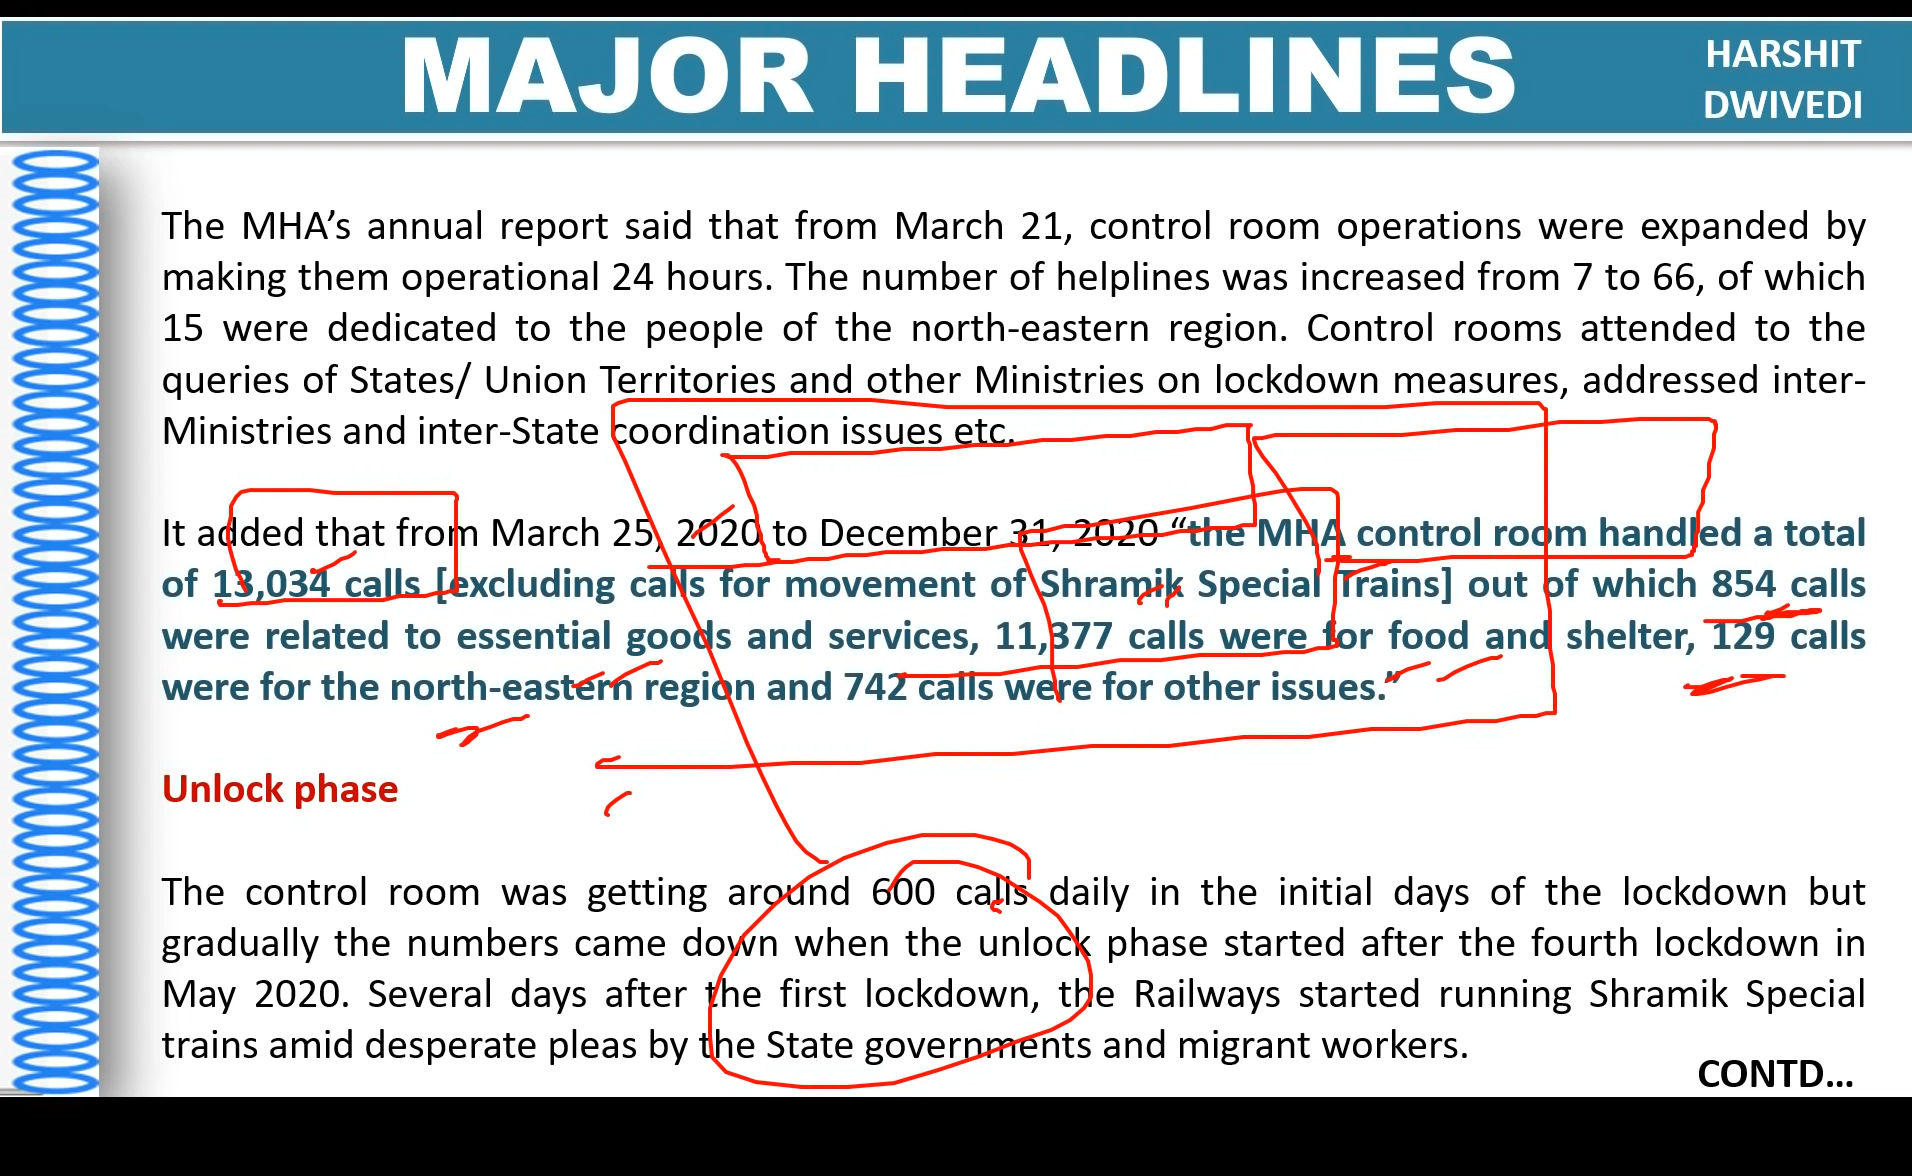 MAJOR HEADLINES
HARSHIT
DWIVEDI
The MHA’s annual report said that from March 21, control room operations were expanded by
making them operational 24 hours. The number of helplines was increased from 7 to 66, of which
15 were dedicated to the people of the north-eastern region. Control rooms attended to the
queries of States/ Union Territories and other Ministries on lockdown measures, addressed inter-
Ministries and inter-State coordination issues etc.
It added that from March 25, 2020 to December 31, 2020 “the MHA control room handled a total
of 13,034 calls [excluding calls for movement of Shramik Special Trains] out of which 854 calls
were related to essential goods and services, 11,377 calls were for food and shelter, 129 calls
were for the north-eastern region and 742 calls were for other issues.”
Unlock phase
The control room was getting around 600 calls daily in the initial days of the lockdown but
gradually the numbers came down when the unlock phase started after the fourth lockdown in
May 2020. Several days after the first lockdown, the Railways started running Shramik Special
trains amid desperate pleas by the State governments and migrant workers.
CONTD...